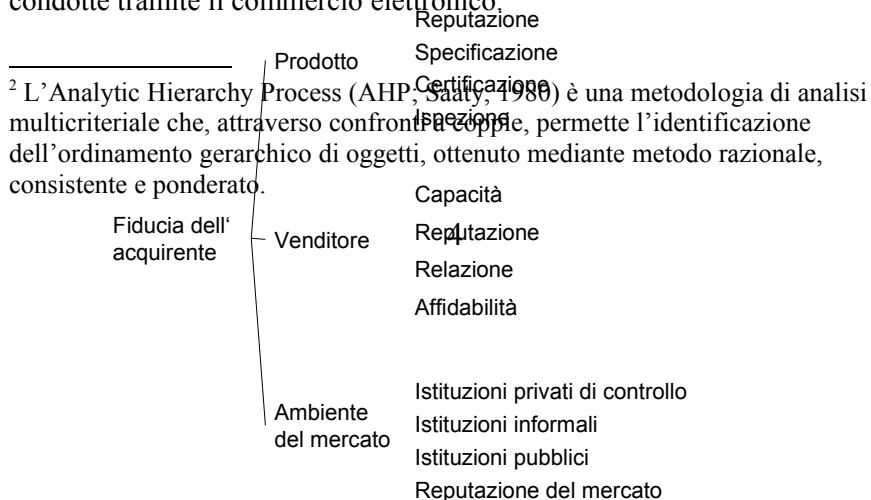 condotte tramite il commercio elettronico.
Reputazione
Prodotto
Specificazione
Certificazione
Ispezione
² L’Analytic Hierarchy Process (AHP; Saaty, 1980) è una metodologia di analisi
multicriteriale che, attraverso confronti a coppie, permette l’identificazione
dell’ordinamento gerarchico di oggetti, ottenuto mediante metodo razionale,
consistente e ponderato.
Fiducia dell‘
acquirente
Venditore
Capacità
Reputazione
4
Relazione
Affidabilità
Ambiente
del mercato
Istituzioni privati di controllo
Istituzioni informali
Istituzioni pubblici
Reputazione del mercato